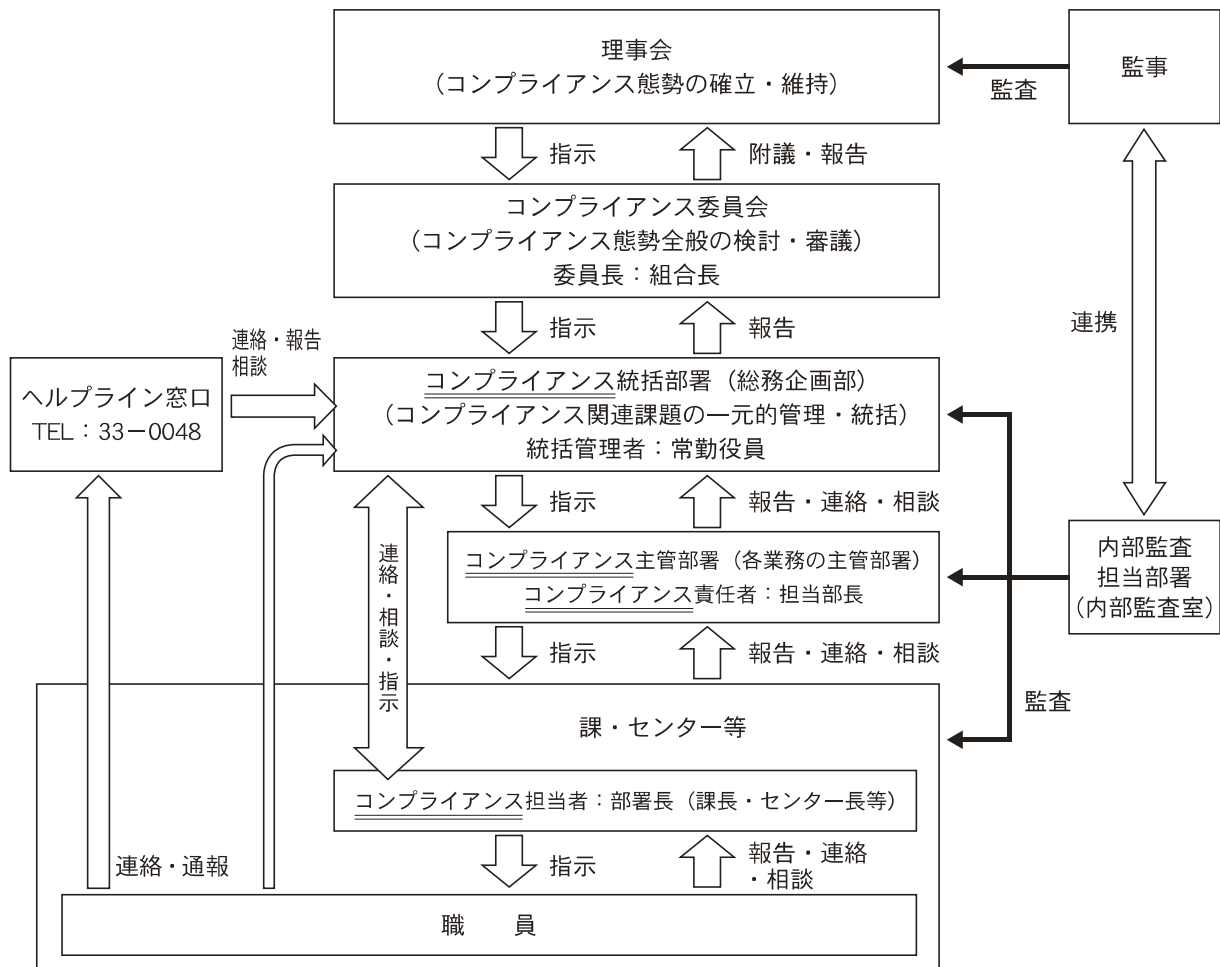 理事会
（コンプライアンス態勢の確立・維持）
監査
監事
指示
附議・報告
コンプライアンス委員会
（コンプライアンス態勢全般の検討・審議）
委員長：組合長
指示
報告
連携
連絡・報告
相談
ヘルプライン窓口
TEL：33－0048
コンプライアンス統括部署（総務企画部）
（コンプライアンス関連課題の一元的管理・統括）
統括管理者：常勤役員
指示
報告・連絡・相談
連絡・相談・指示
コンプライアンス主管部署（各業務の主管部署）
コンプライアンス責任者：担当部長
内部監査
担当部署
（内部監査室）
指示
報告・連絡・相談
監査
課・センター等
コンプライアンス担当者：部署長（課長・センター長等）
連絡・通報
指示
報告・連絡
・相談
職　　員